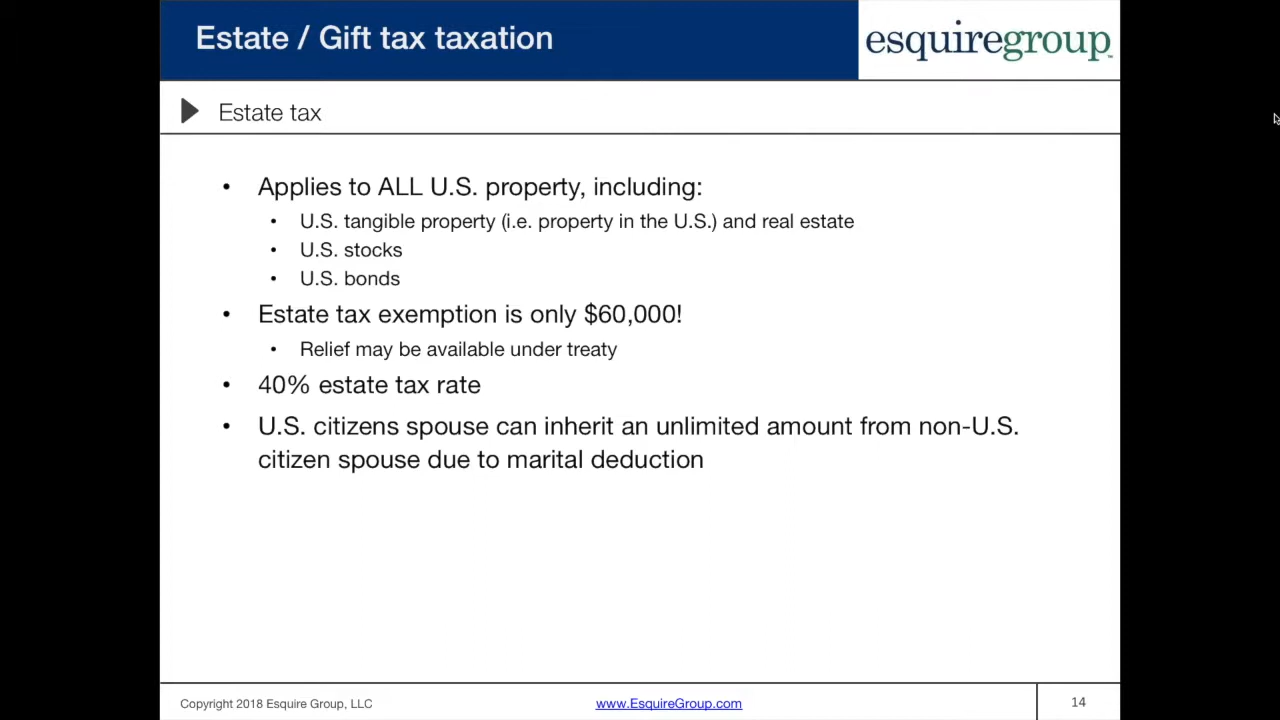 Estate / Gift tax taxation
esquiregroup™
Estate tax
• Applies to ALL U.S. property, including:
• U.S. tangible property (i.e. property in the U.S.) and real estate
• U.S. stocks
• U.S. bonds
• Estate tax exemption is only $60,000!
• Relief may be available under treaty
• 40% estate tax rate
• U.S. citizens spouse can inherit an unlimited amount from non-U.S.
citizen spouse due to marital deduction
Copyright 2018 Esquire Group, LLC
www.EsquireGroup.com
14